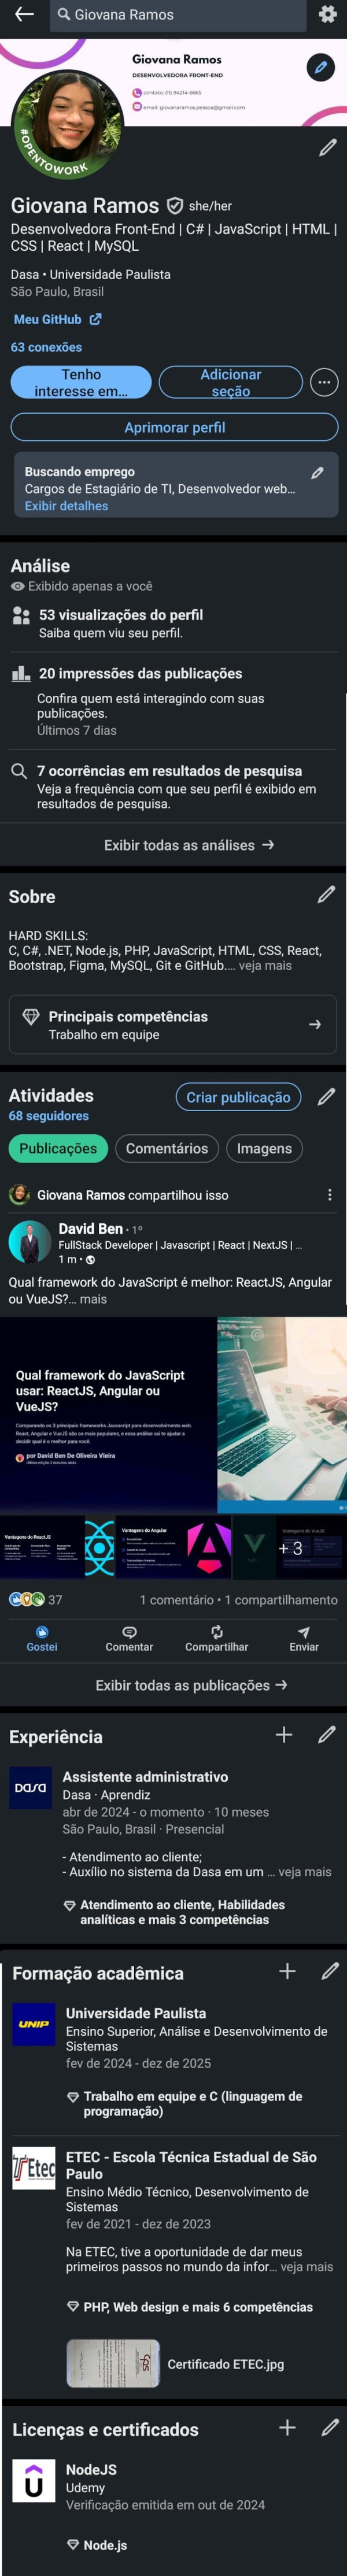 Giovana Ramos
Giovana Ramos
DESENVOLVEDORA FRONT-END
contato: (11) 94214-6665
email: giovanaramos.pessoa@gmail.com
#OPENTOWORK
Giovana Ramos she/her
Desenvolvedora Front-End | C# | JavaScript | HTML |
CSS | React | MySQL
Dasa • Universidade Paulista
São Paulo, Brasil
Meu GitHub
63 conexões
Tenho
interesse em...
Adicionar
seção
Aprimorar perfil
Buscando emprego
Cargos de Estagiário de TI, Desenvolvedor web...
Exibir detalhes
Análise
Exibido apenas a você
53 visualizações do perfil
Saiba quem viu seu perfil.
20 impressões das publicações
Confira quem está interagindo com suas
publicações.
Últimos 7 dias
7 ocorrências em resultados de pesquisa
Veja a frequência com que seu perfil é exibido em
resultados de pesquisa.
Exibir todas as análises →
Sobre
HARD SKILLS:
C, C#, .NET, Node.js, PHP, JavaScript, HTML, CSS, React,
Bootstrap, Figma, MySQL, Git e GitHub.... veja mais
Principais competências
Trabalho em equipe
Atividades
Criar publicação
68 seguidores
Publicações
Comentários
Imagens
Giovana Ramos compartilhou isso
David Ben • 1º
FullStack Developer | Javascript | React | NextJS | ...
1 m •
Qual framework do JavaScript é melhor: ReactJS, Angular
ou VueJS?... mais
Qual framework do JavaScript
usar: ReactJS, Angular ou
VueJS?
Comparando os 3 principais frameworks Javascript para desenvolvimento web.
React, Angular e VueJS são os mais populares, e essa análise vai te ajudar a
decidir qual é o melhor para você.
por David Ben De Oliveira Vieira
Vantagens do ReactJS
Vantagens do Angular
Vantagens do VueJS
+ 3
37
1 comentário • 1 compartilhamento
Gostei
Comentar
Compartilhar
Enviar
Exibir todas as publicações →
Experiência
Dasa
Assistente administrativo
Dasa · Aprendiz
abr de 2024 - o momento · 10 meses
São Paulo, Brasil · Presencial
- Atendimento ao cliente;
- Auxílio no sistema da Dasa em um ... veja mais
Atendimento ao cliente, Habilidades
analíticas e mais 3 competências
Formação acadêmica
UNIP
Universidade Paulista
Ensino Superior, Análise e Desenvolvimento de
Sistemas
fev de 2024 - dez de 2025
Trabalho em equipe e C (linguagem de
programação)
Etec
ETEC - Escola Técnica Estadual de São
Paulo
Ensino Médio Técnico, Desenvolvimento de
Sistemas
fev de 2021 - dez de 2023
Na ETEC, tive a oportunidade de dar meus
primeiros passos no mundo da infor... veja mais
PHP, Web design e mais 6 competências
Certificado ETEC.jpg
Licenças e certificados
NodeJS
Udemy
Verificação emitida em out de 2024
Node.js